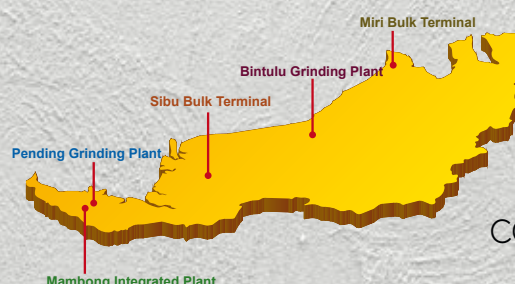 Miri Bulk Terminal
Bintulu Grinding Plant
Sibu Bulk Terminal
Pending Grinding Plant
Mambong Integrated Plant